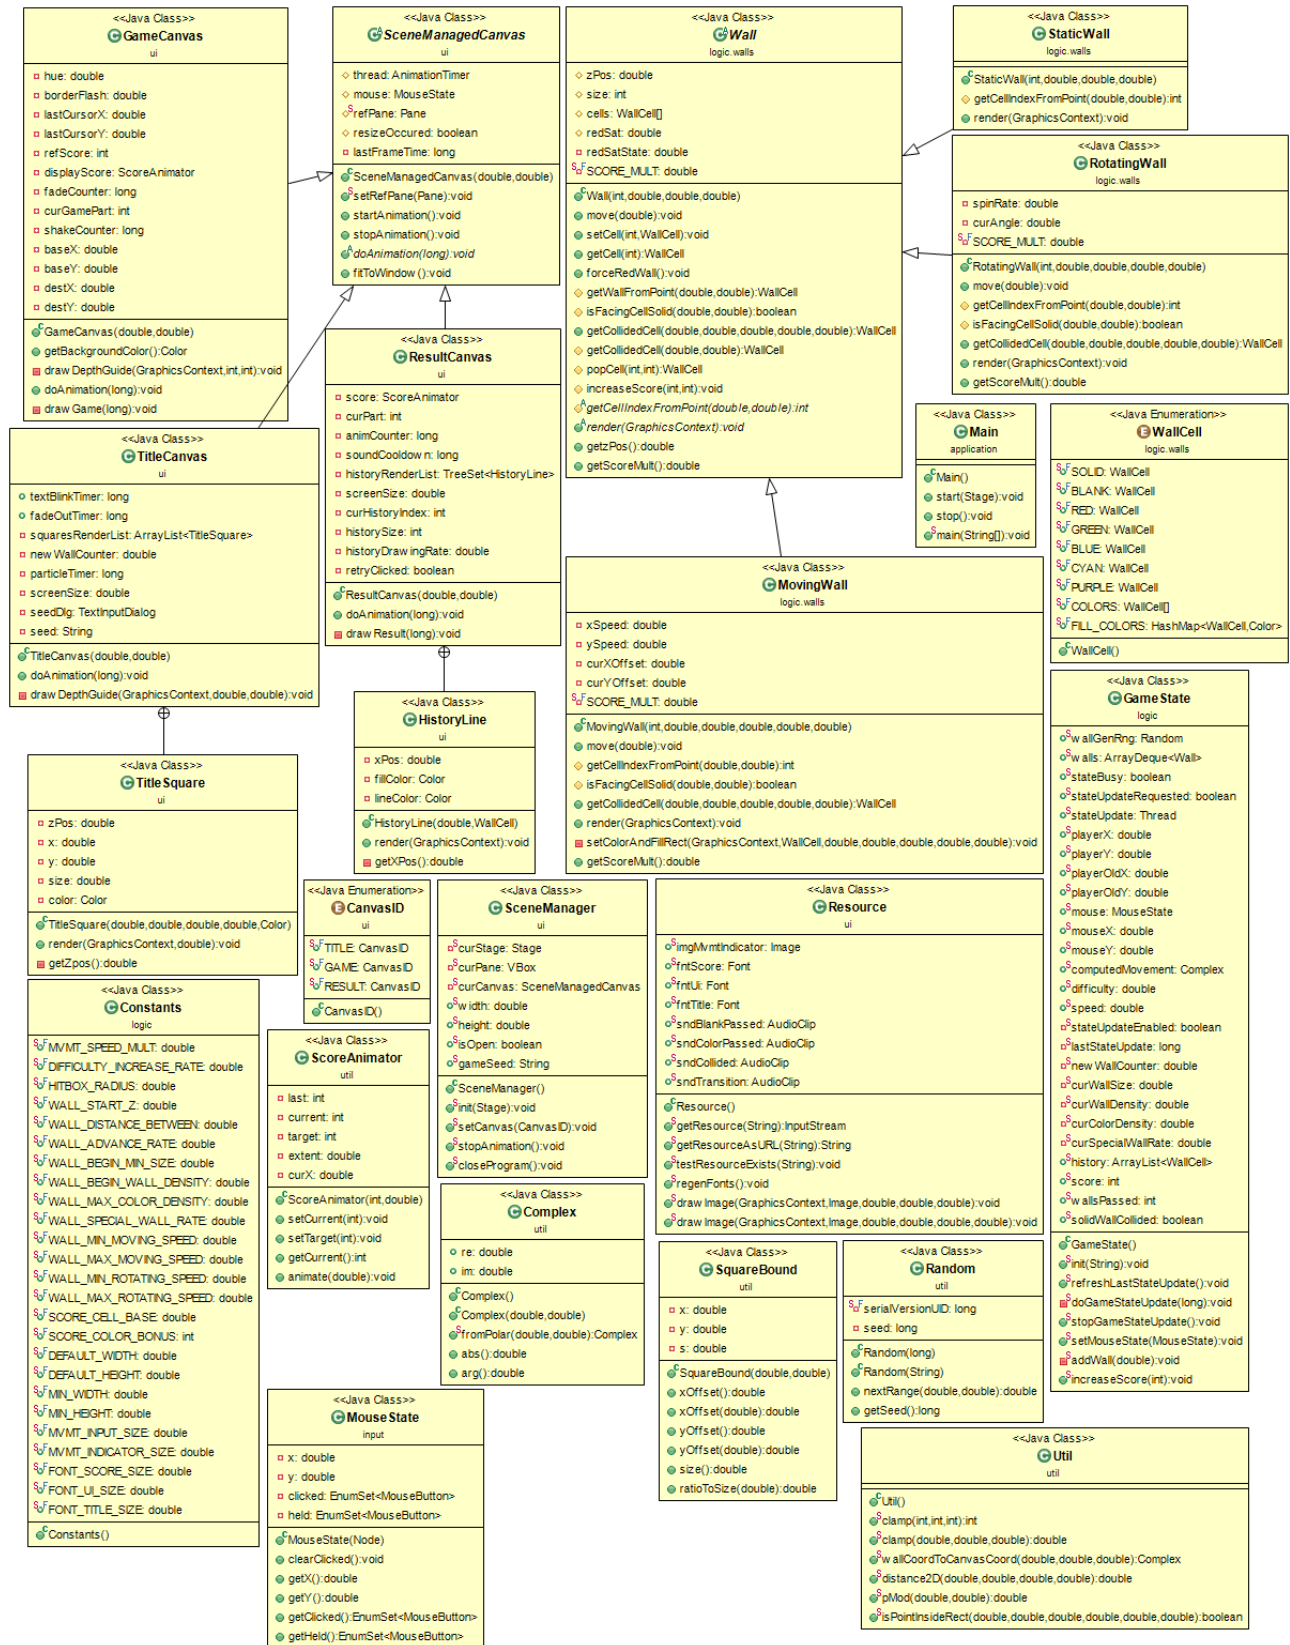 <<Java Class>>
GameCanvas
ui
hue: double
borderFlash: double
lastCursorX: double
lastCursorY: double
refScore: int
displayScore: ScoreAnimator
fadeCounter: long
curGamePart: int
shakeCounter: long
baseX: double
baseY: double
destX: double
destY: double
GameCanvas(double,double)
getBackgroundColor():Color
drawDepthGuide(GraphicsContext,int,int):void
doAnimation(long):void
drawGame(long):void
<<Java Class>>
SceneManagedCanvas
ui
thread: AnimationTimer
mouse: MouseState
refPane: Pane
resizeOccured: boolean
lastFrameTime: long
SceneManagedCanvas(double,double)
setRefPane(Pane):void
startAnimation():void
stopAnimation():void
doAnimation(long):void
fitToWindow():void
<<Java Class>>
Wall
logic.walls
zPos: double
size: int
cells: WallCell[]
redSat: double
redSatState: double
SCORE_MULT: double
Wall(int,double,double,double)
move(double):void
setCell(int,WallCell):void
getCell(int):WallCell
forceRedWall():void
getWallFromPoint(double,double):WallCell
isFacingCellSolid(double,double):boolean
getCollidedCell(double,double,double,double,double):WallCell
getCollidedCell(double,double):WallCell
popCell(int,int):WallCell
increaseScore(int,int):void
getCellIndexFromPoint(double,double):int
render(GraphicsContext):void
getzPos():double
getScoreMult():double
<<Java Class>>
StaticWall
logic.walls
StaticWall(int,double,double,double)
getCellIndexFromPoint(double,double):int
render(GraphicsContext):void
<<Java Class>>
RotatingWall
logic.walls
spinRate: double
curAngle: double
SCORE_MULT: double
RotatingWall(int,double,double,double,double)
move(double):void
getCellIndexFromPoint(double,double):int
isFacingCellSolid(double,double):boolean
getCollidedCell(double,double,double,double,double):WallCell
render(GraphicsContext):void
getScoreMult():double
<<Java Class>>
TitleCanvas
ui
textBlinkTimer: long
fadeOutTimer: long
squaresRenderList: ArrayList<TitleSquare>
newWallCounter: double
particleTimer: long
screenSize: double
seedDlg: TextInputDialog
seed: String
TitleCanvas(double,double)
doAnimation(long):void
drawDepthGuide(GraphicsContext,double,double):void
<<Java Class>>
ResultCanvas
ui
score: ScoreAnimator
curPart: int
animCounter: long
soundCooldown: long
historyRenderList: TreeSet<HistoryLine>
screenSize: double
curHistoryIndex: int
historySize: int
historyDrawingRate: double
retryClicked: boolean
ResultCanvas(double,double)
doAnimation(long):void
drawResult(long):void
<<Java Class>>
Main
application
Main()
start(Stage):void
stop():void
main(String[]):void
<<Java Enumeration>>
WallCell
logic.walls
SOLID: WallCell
BLANK: WallCell
RED: WallCell
GREEN: WallCell
BLUE: WallCell
CYAN: WallCell
PURPLE: WallCell
COLORS: WallCell[]
FILL_COLORS: HashMap<WallCell,Color>
WallCell()
<<Java Class>>
MovingWall
logic.walls
xSpeed: double
ySpeed: double
curXOffset: double
curYOffset: double
SCORE_MULT: double
MovingWall(int,double,double,double,double,double)
move(double):void
getCellIndexFromPoint(double,double):int
isFacingCellSolid(double,double):boolean
getCollidedCell(double,double,double,double,double):WallCell
render(GraphicsContext):void
setColorAndFillRect(GraphicsContext,WallCell,double,double,double,double,double):void
getScoreMult():double
<<Java Class>>
HistoryLine
ui
xPos: double
fillColor: Color
lineColor: Color
HistoryLine(double,WallCell)
render(GraphicsContext):void
getXPos():double
<<Java Class>>
TitleSquare
ui
zPos: double
x: double
y: double
size: double
color: Color
TitleSquare(double,double,double,double,Color)
render(GraphicsContext,double):void
getZpos():double
<<Java Class>>
GameState
logic
wallGenRng: Random
walls: ArrayDeque<Wall>
stateBusy: boolean
stateUpdateRequested: boolean
stateUpdate: Thread
playerX: double
playerY: double
playerOldX: double
playerOldY: double
mouse: MouseState
mouseX: double
mouseY: double
computedMovement: Complex
difficulty: double
speed: double
stateUpdateEnabled: boolean
lastStateUpdate: long
newWallCounter: double
curWallSize: double
curWallDensity: double
curColorDensity: double
curSpecialWallRate: double
history: ArrayList<WallCell>
score: int
wallsPassed: int
solidWallCollided: boolean
GameState()
init(String):void
refreshLastStateUpdate():void
doGameStateUpdate(long):void
stopGameStateUpdate():void
setMouseState(MouseState):void
addWall(double):void
increaseScore(int):void
<<Java Enumeration>>
CanvasID
ui
TITLE: CanvasID
GAME: CanvasID
RESULT: CanvasID
CanvasID()
<<Java Class>>
SceneManager
ui
curStage: Stage
curPane: VBox
curCanvas: SceneManagedCanvas
width: double
height: double
isOpen: boolean
gameSeed: String
SceneManager()
init(Stage):void
setCanvas(CanvasID):void
stopAnimation():void
closeProgram():void
<<Java Class>>
Resource
ui
imgMvmtIndicator: Image
fntScore: Font
fntUi: Font
fntTitle: Font
sndBlankPassed: AudioClip
sndColorPassed: AudioClip
sndCollided: AudioClip
sndTransition: AudioClip
Resource()
getResource(String):InputStream
getResourceAsURL(String):String
testResourceExists(String):void
regenFonts():void
drawImage(GraphicsContext,Image,double,double,double):void
drawImage(GraphicsContext,Image,double,double,double,double):void
<<Java Class>>
Constants
logic
MVMT_SPEED_MULT: double
DIFFICULTY_INCREASE_RATE: double
HITBOX_RADIUS: double
WALL_START_Z: double
WALL_DISTANCE_BETWEEN: double
WALL_ADVANCE_RATE: double
WALL_BEGIN_MIN_SIZE: double
WALL_BEGIN_WALL_DENSITY: double
WALL_MAX_COLOR_DENSITY: double
WALL_SPECIAL_WALL_RATE: double
WALL_MIN_MOVING_SPEED: double
WALL_MAX_MOVING_SPEED: double
WALL_MIN_ROTATING_SPEED: double
WALL_MAX_ROTATING_SPEED: double
SCORE_CELL_BASE: double
SCORE_COLOR_BONUS: int
DEFAULT_WIDTH: double
DEFAULT_HEIGHT: double
MIN_WIDTH: double
MIN_HEIGHT: double
MVMT_INPUT_SIZE: double
MVMT_INDICATOR_SIZE: double
FONT_SCORE_SIZE: double
FONT_UI_SIZE: double
FONT_TITLE_SIZE: double
Constants()
<<Java Class>>
ScoreAnimator
util
last: int
current: int
target: int
extent: double
curX: double
ScoreAnimator(int,double)
setCurrent(int):void
setTarget(int):void
getCurrent():int
animate(double):void
<<Java Class>>
Complex
util
re: double
im: double
Complex()
Complex(double,double)
fromPolar(double,double):Complex
abs():double
arg():double
<<Java Class>>
SquareBound
util
x: double
y: double
s: double
SquareBound(double,double)
xOffset():double
xOffset(double):double
yOffset():double
yOffset(double):double
size():double
ratioToSize(double):double
<<Java Class>>
Random
util
serialVersionUID: long
seed: long
Random(long)
Random(String)
nextRange(double,double):double
getSeed():long
<<Java Class>>
MouseState
input
x: double
y: double
clicked: EnumSet<MouseButton>
held: EnumSet<MouseButton>
MouseState(Node)
clearClicked():void
getX():double
getY():double
getClicked():EnumSet<MouseButton>
getHeld():EnumSet<MouseButton>
<<Java Class>>
Util
util
Util()
clamp(int,int,int):int
clamp(double,double,double):double
wallCoordToCanvasCoord(double,double,double):Complex
distance2D(double,double,double,double):double
pMod(double,double):double
isPointInsideRect(double,double,double,double,double,double):boolean